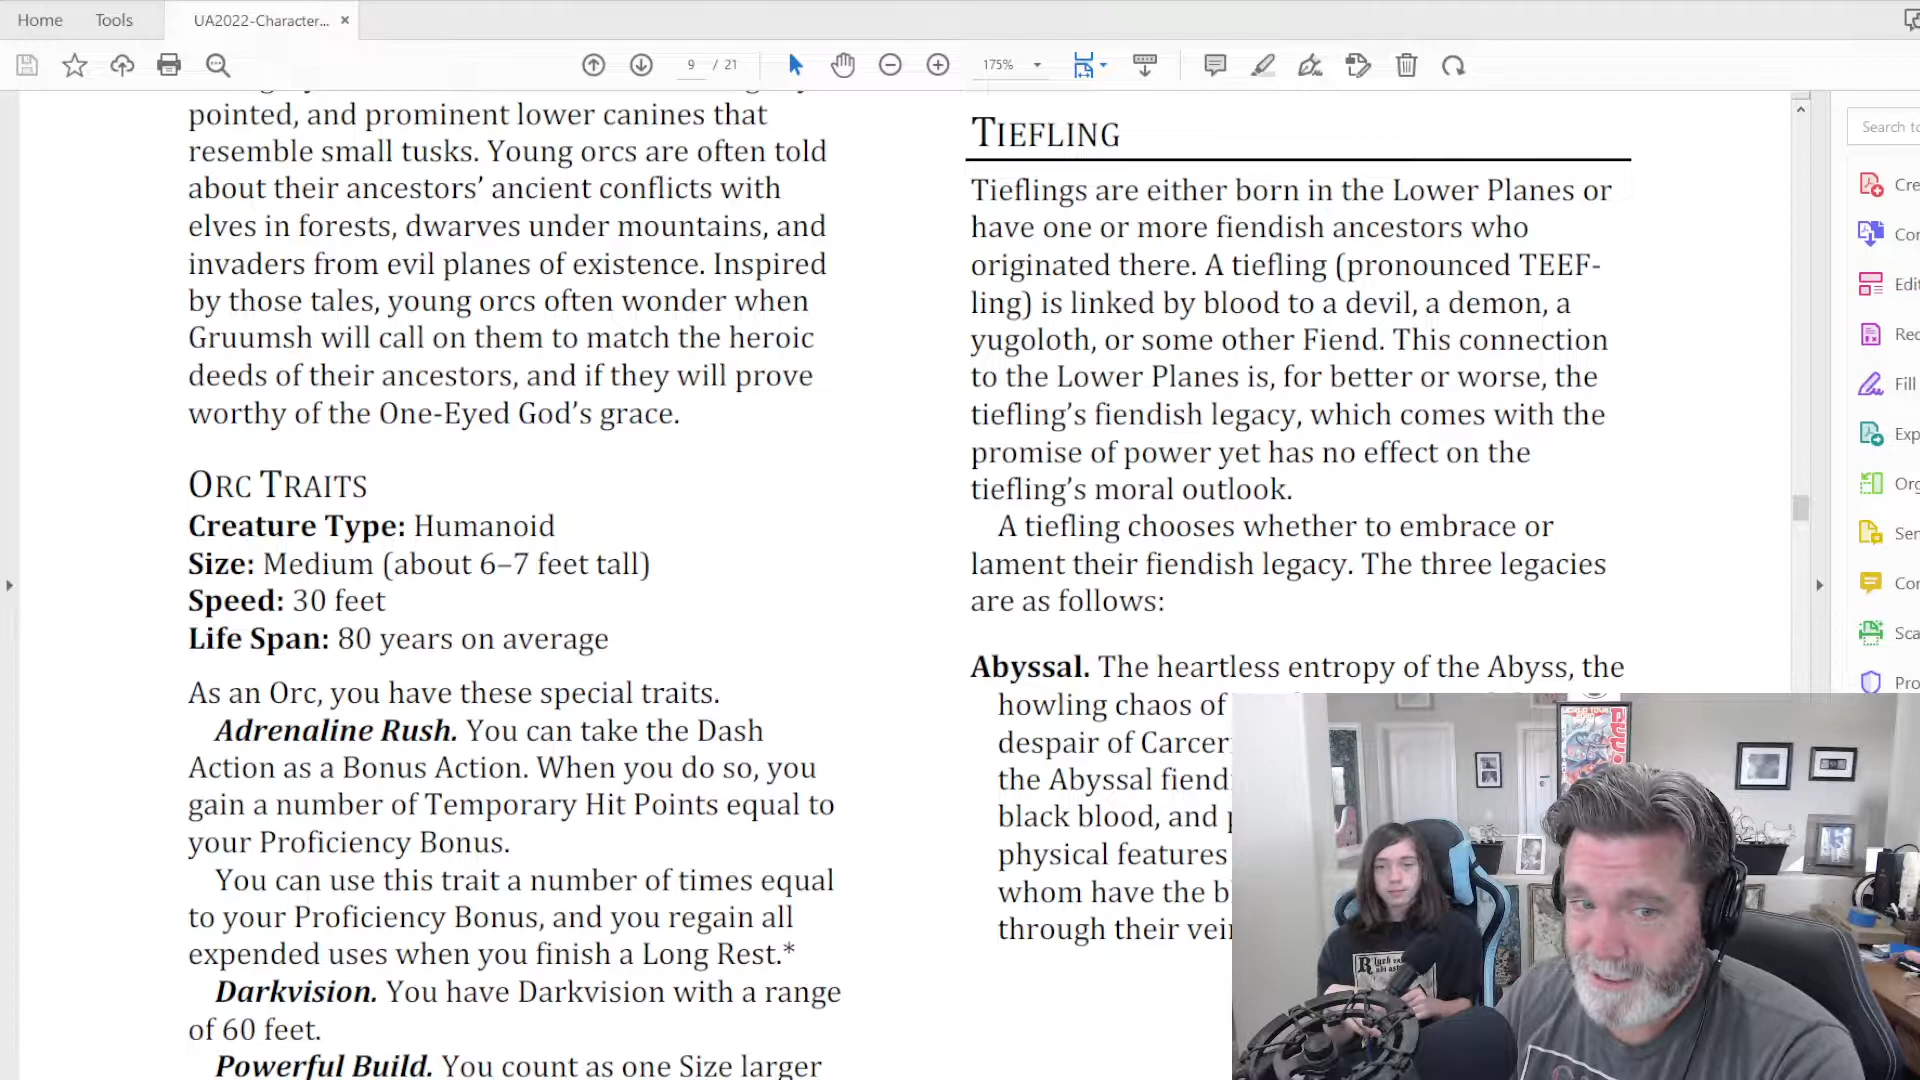 Home
Tools
UA2022-Character...
9 / 21
175%
pointed, and prominent lower canines that
resemble small tusks. Young orcs are often told
about their ancestors’ ancient conflicts with
elves in forests, dwarves under mountains, and
invaders from evil planes of existence. Inspired
by those tales, young orcs often wonder when
Gruumsh will call on them to match the heroic
deeds of their ancestors, and if they will prove
worthy of the One-Eyed God’s grace.
ORC TRAITS
Creature Type: Humanoid
Size: Medium (about 6–7 feet tall)
Speed: 30 feet
Life Span: 80 years on average
As an Orc, you have these special traits.
Adrenaline Rush. You can take the Dash
Action as a Bonus Action. When you do so, you
gain a number of Temporary Hit Points equal to
your Proficiency Bonus.
You can use this trait a number of times equal
to your Proficiency Bonus, and you regain all
expended uses when you finish a Long Rest.*
Darkvision. You have Darkvision with a range
of 60 feet.
Powerful Build. You count as one Size larger
TIEFLING
Tieflings are either born in the Lower Planes or
have one or more fiendish ancestors who
originated there. A tiefling (pronounced TEEF-
ling) is linked by blood to a devil, a demon, a
yugoloth, or some other Fiend. This connection
to the Lower Planes is, for better or worse, the
tiefling’s fiendish legacy, which comes with the
promise of power yet has no effect on the
tiefling’s moral outlook.
A tiefling chooses whether to embrace or
lament their fiendish legacy. The three legacies
are as follows:
Abyssal. The heartless entropy of the Abyss, the
howling chaos of
despair of Carcer
the Abyssal fiend
black blood, and
physical features
whom have the b
through their vei
Search to
Cre
Con
Edit
Rec
Fill
Exp
Org
Sen
Con
Sca
Pro